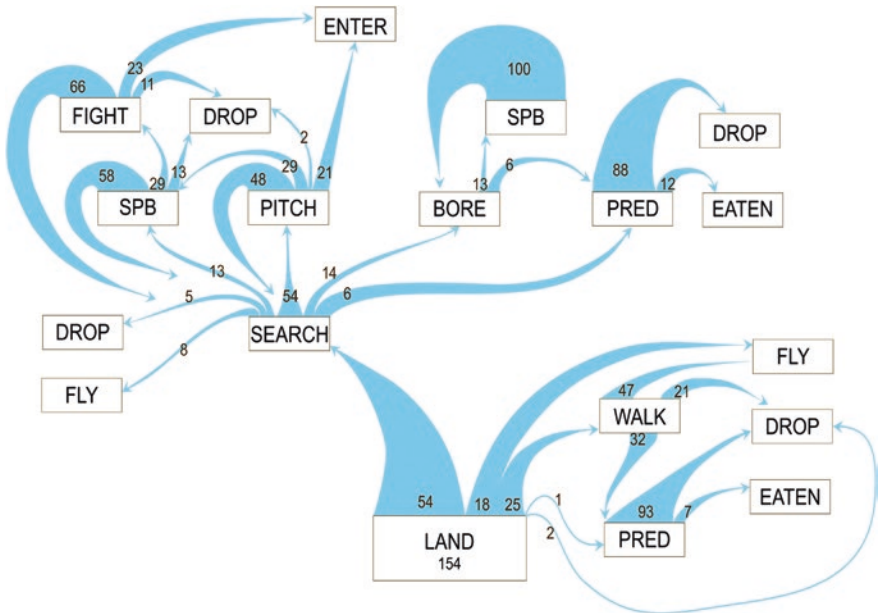 ENTER
23
66
11
100
FIGHT
DROP
SPB
DROP
2
58
29
13
29
48
21
13
6
88
12
SPB
PITCH
BORE
PRED
EATEN
13
14
5
54
6
DROP
SEARCH
8
FLY
FLY
47
21
WALK
DROP
32
54
18
25
1
93
7
EATEN
2
LAND
PRED
154